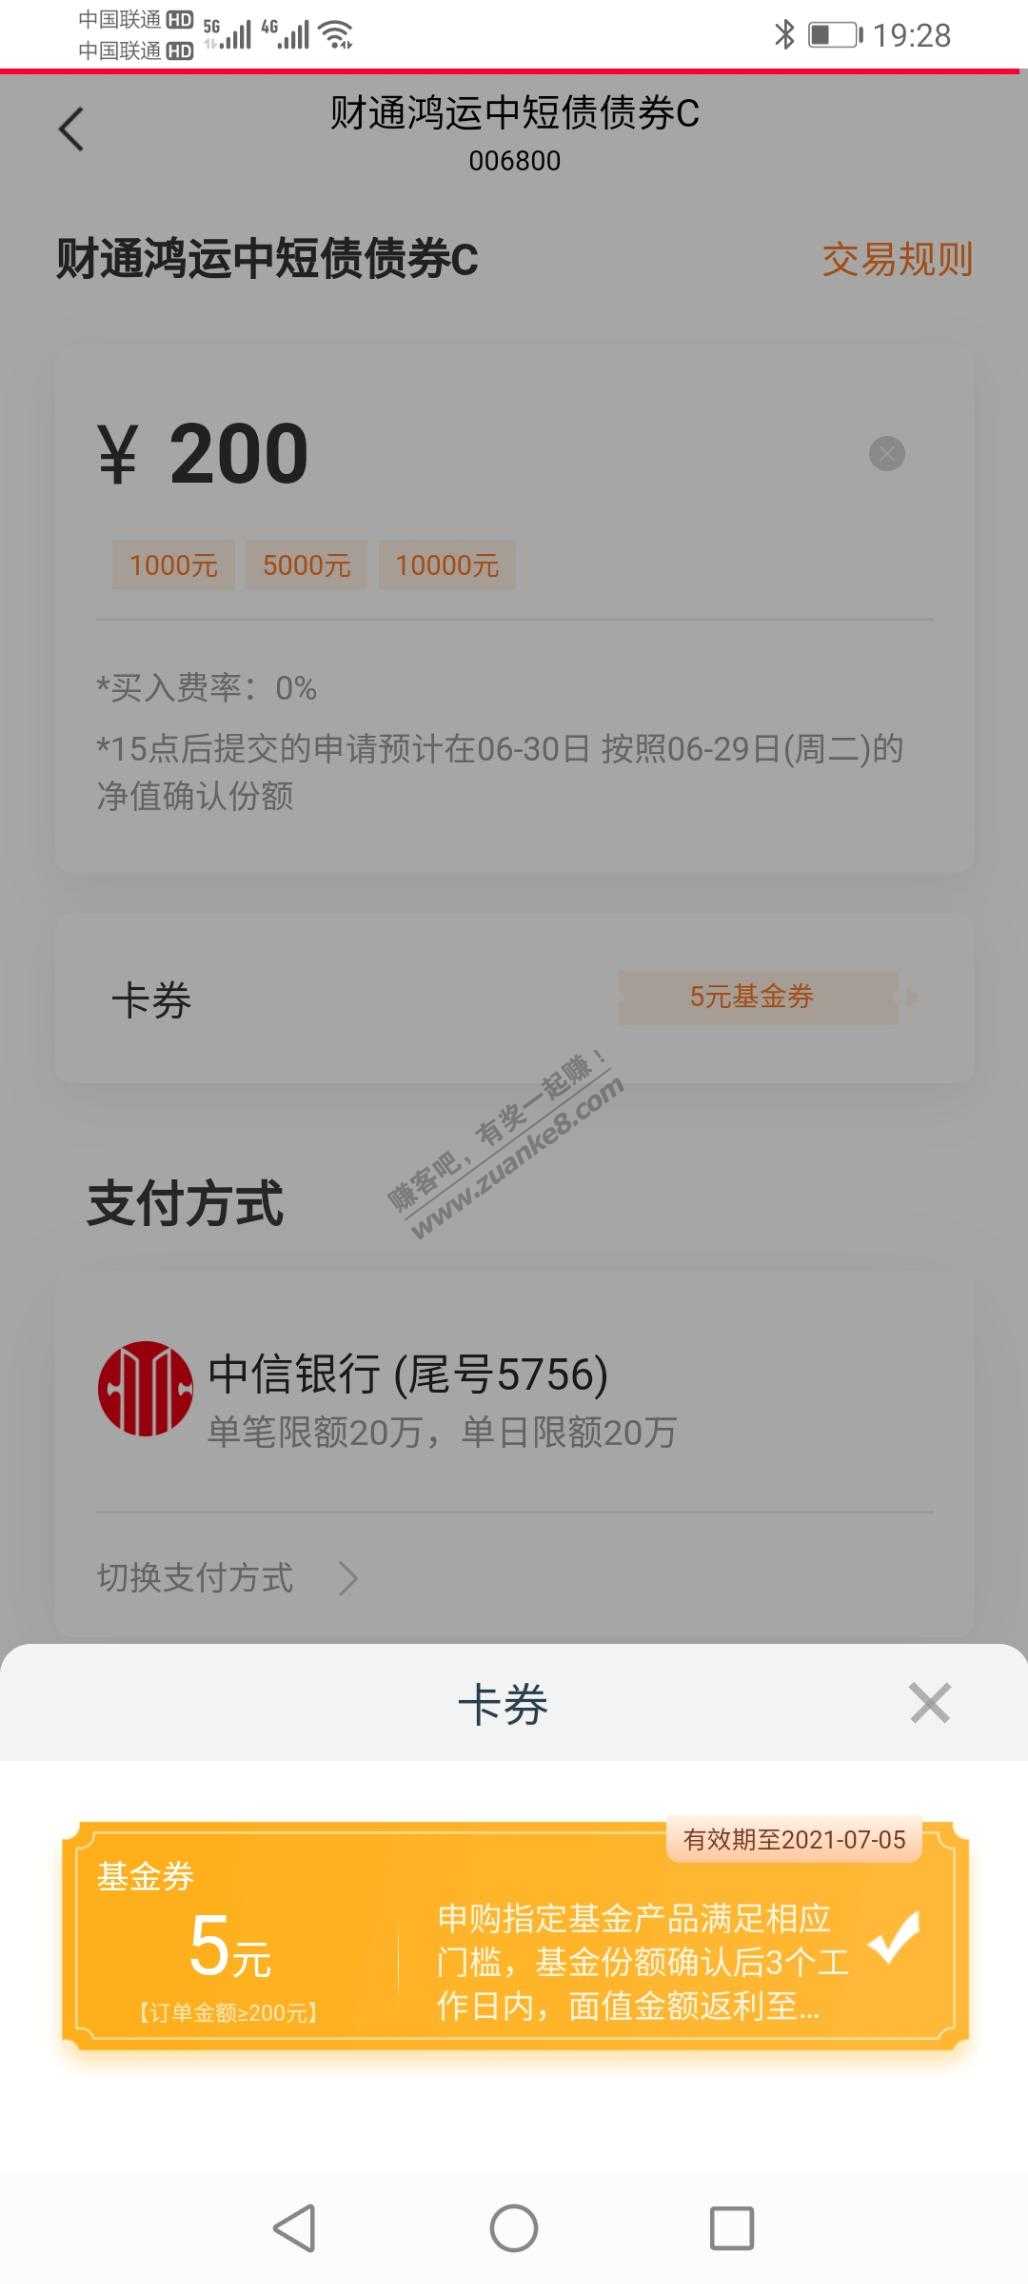 中国联通 HD 5G 4G 19:28
中国联通 HD
财通鸿运中短债债券C
006800
财通鸿运中短债债券C 交易规则
¥ 200
1000元 5000元 10000元
*买入费率：0%
*15点后提交的申请预计在06-30日 按照06-29日(周二)的
净值确认份额
卡券 5元基金券
赚客吧，有奖一起赚！
www.zuanke8.com
支付方式
中信银行 (尾号5756)
单笔限额20万，单日限额20万
切换支付方式
卡券
有效期至2021-07-05
基金券
5元
【订单金额≥200元】
申购指定基金产品满足相应
门槛，基金份额确认后3个工
作日内，面值金额返利至...